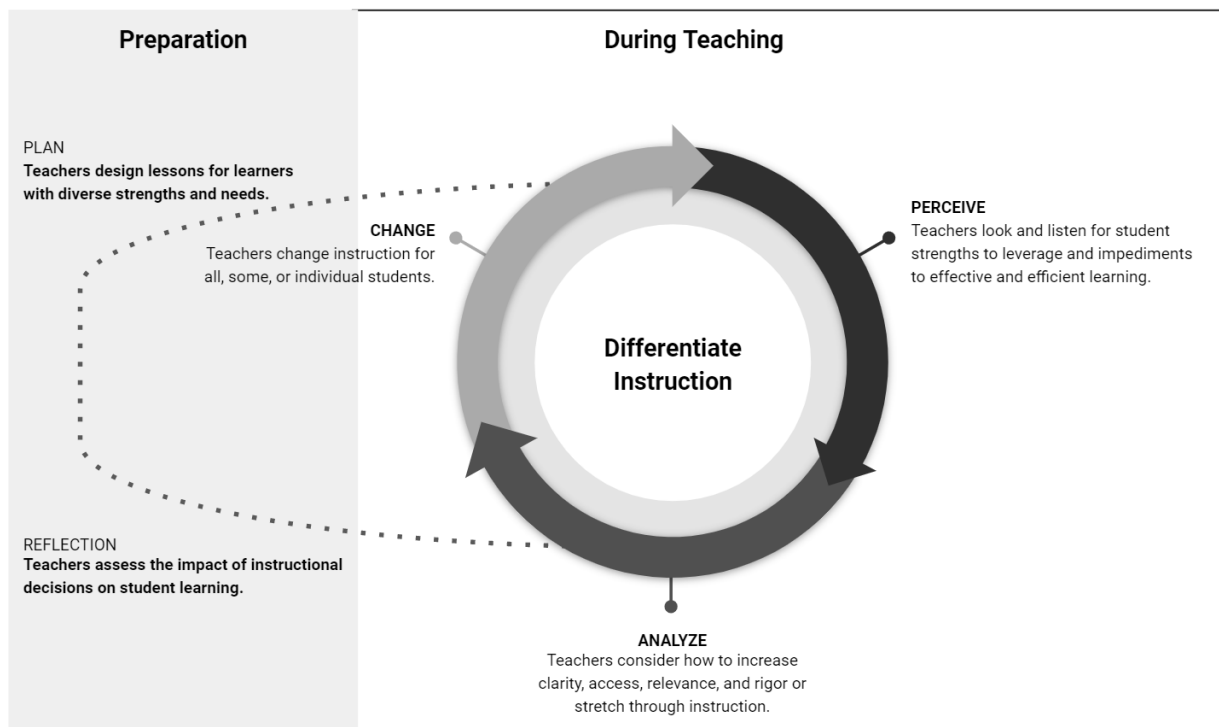 Preparation
During Teaching
PLAN
Teachers design lessons for learners
with diverse strengths and needs.
CHANGE
Teachers change instruction for
all, some, or individual students.
PERCEIVE
Teachers look and listen for student
strengths to leverage and impediments
to effective and efficient learning.
Differentiate
Instruction
REFLECTION
Teachers assess the impact of instructional
decisions on student learning.
ANALYZE
Teachers consider how to increase
clarity, access, relevance, and rigor or
stretch through instruction.